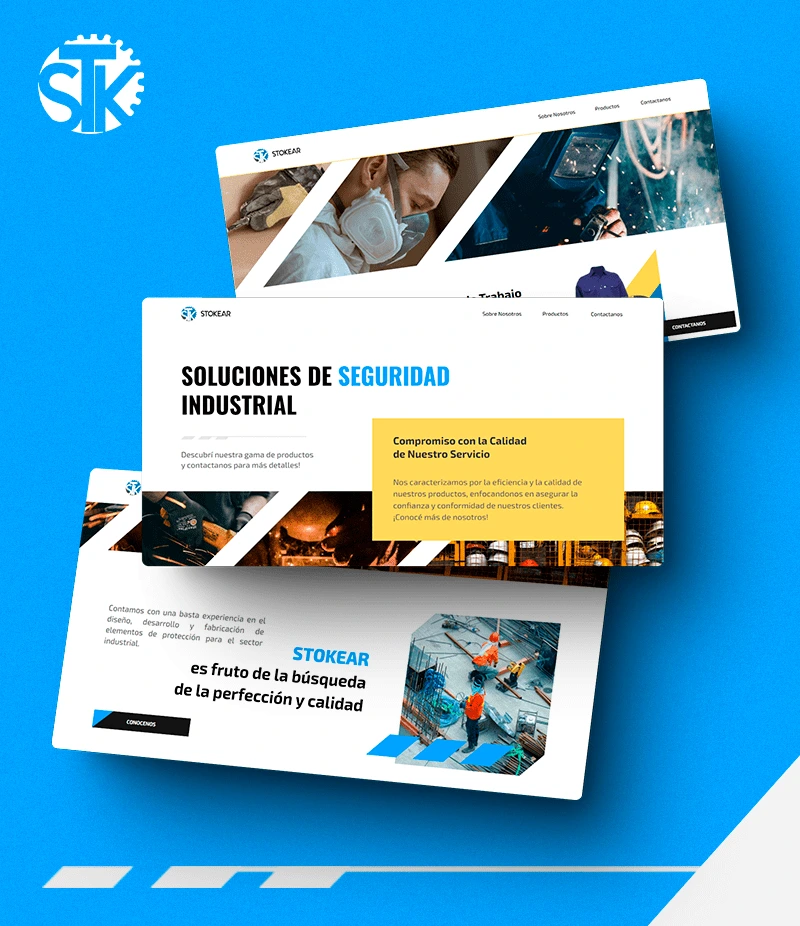 STK
STOKEAR
Sobre Nosotros
Productos
Contactanos
Trabajo
CONTACTANOS
STK
STOKEAR
Sobre Nosotros
Productos
Contactanos
SOLUCIONES DE SEGURIDAD
INDUSTRIAL
Descubrí nuestra gama de productos
y contactanos para más detalles!
Compromiso con la Calidad
de Nuestro Servicio
Nos caracterizamos por la eficiencia y la calidad de
nuestros productos, enfocandonos en asegurar la
confianza y conformidad de nuestros clientes.
¡Conocé más de nosotros!
Contamos con una basta experiencia en el
diseño, desarrollo y fabricación de
elementos de protección para el sector
industrial.
STOKEAR
es fruto de la búsqueda
de la perfección y calidad
CONOCENOS